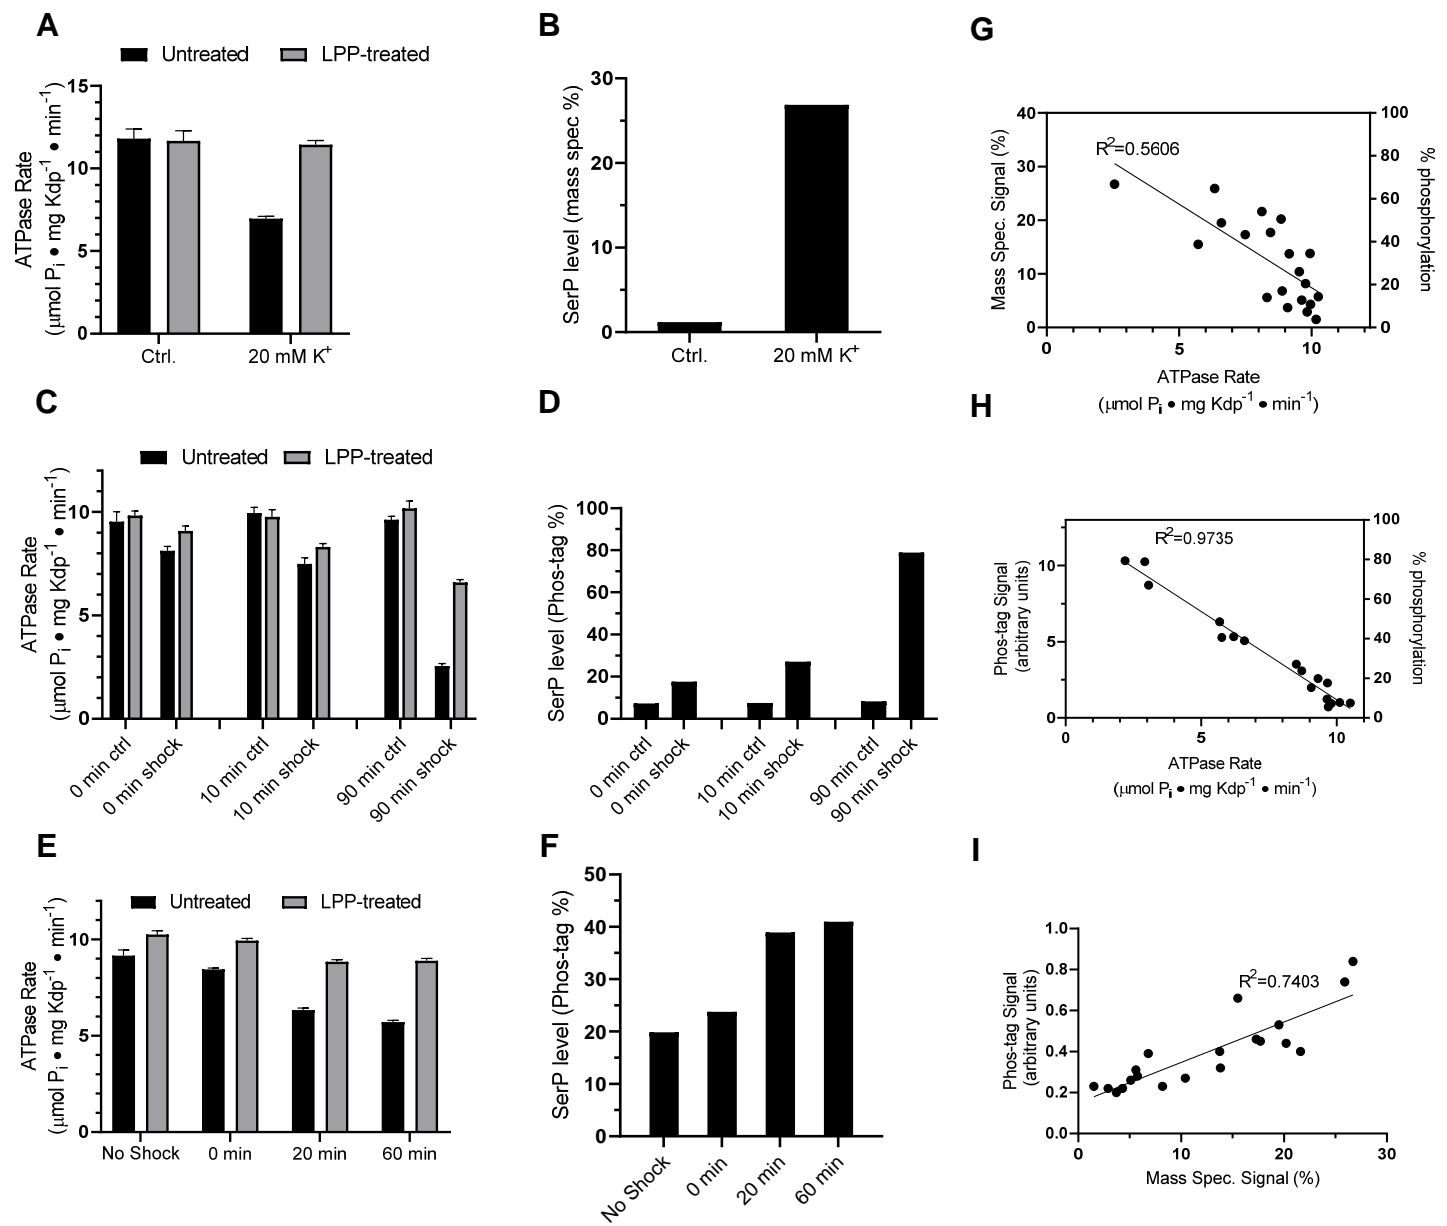 A
Untreated LPP-treated
ATPase Rate
(μmol Pi • mg Kdp-1 • min-1)
15
10
5
0
Ctrl. 20 mM K+
B
SerP level (mass spec %)
30
20
10
0
Ctrl. 20 mM K+
G
R2=0.5606
Mass Spec. Signal (%)
40
30
20
10
0
100
80
60
40
20
0
% phosphorylation
0 5 10
ATPase Rate
(μmol Pi • mg Kdp-1 • min-1)
C
Untreated LPP-treated
ATPase Rate
(μmol Pi • mg Kdp-1 • min-1)
10
5
0
0 min ctrl
0 min shock
10 min ctrl
10 min shock
90 min ctrl
90 min shock
D
SerP level (Phos-tag %)
100
80
60
40
20
0
0 min ctrl
0 min shock
10 min ctrl
10 min shock
90 min ctrl
90 min shock
H
R2=0.9735
Phos-tag Signal
(arbitrary units)
10
5
0
100
80
60
40
20
0
% phosphorylation
0 5 10
ATPase Rate
(μmol Pi • mg Kdp-1 • min-1)
E
Untreated LPP-treated
ATPase Rate
(μmol Pi • mg Kdp-1 • min-1)
10
5
0
No Shock 0 min 20 min 60 min
F
SerP level (Phos-tag %)
50
40
30
20
10
0
No Shock
0 min
20 min
60 min
I
R2=0.7403
Phos-tag Signal
(arbitrary units)
1.0
0.8
0.6
0.4
0.2
0.0
0 10 20 30
Mass Spec. Signal (%)